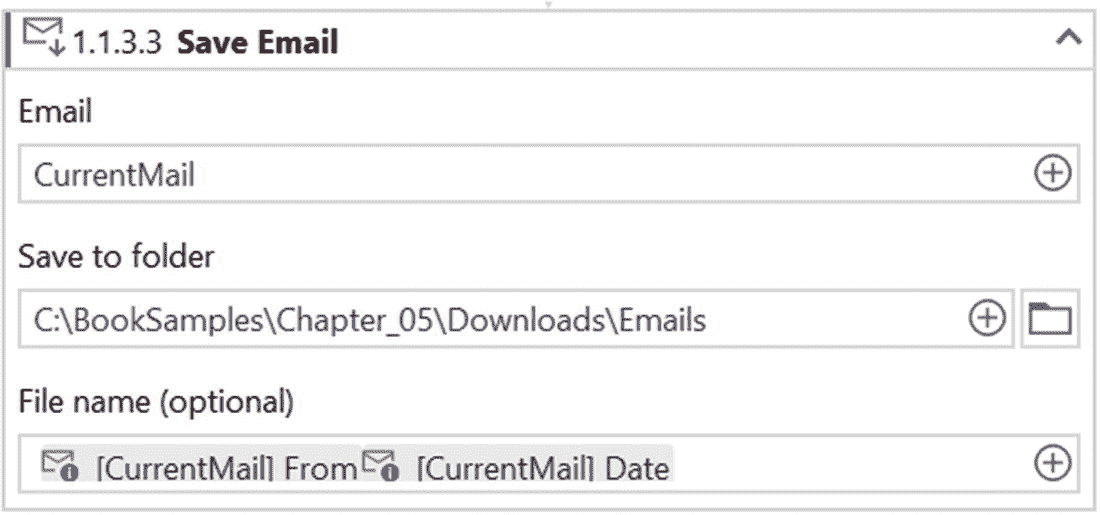 1.1.3.3 Save Email
Email
CurrentMail
Save to folder
C:\BookSamples\Chapter_05\Downloads\Emails
File name (optional)
[CurrentMail] From [CurrentMail] Date